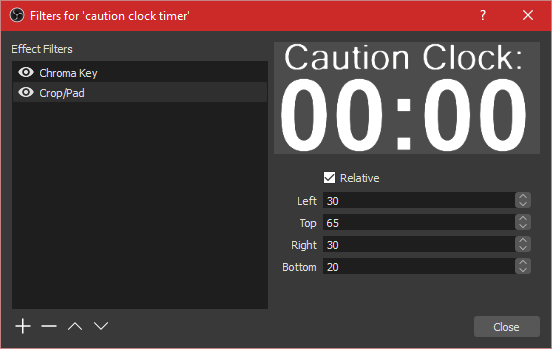 Filters for 'caution clock timer'
?
Effect Filters
Chroma Key
Crop/Pad
Caution Clock:
00:00
Relative
Left 30
Top 65
Right 30
Bottom 20
Close